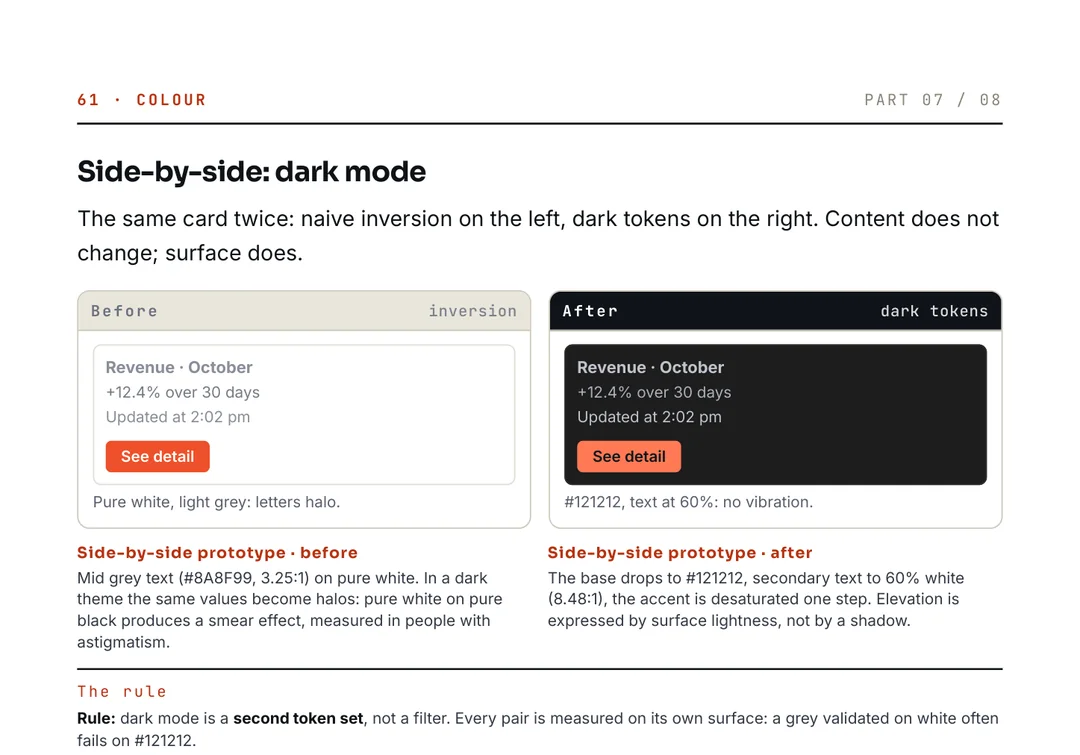 61 · COLOUR
PART 07 / 08
Side-by-side: dark mode
The same card twice: naive inversion on the left, dark tokens on the right. Content does not
change; surface does.
Before
inversion
Revenue · October
+12.4% over 30 days
Updated at 2:02 pm
See detail
Pure white, light grey: letters halo.
After
dark tokens
Revenue · October
+12.4% over 30 days
Updated at 2:02 pm
See detail
#121212, text at 60%: no vibration.
Side-by-side prototype · before
Mid grey text (#8A8F99, 3.25:1) on pure white. In a dark
theme the same values become halos: pure white on pure
black produces a smear effect, measured in people with
astigmatism.
Side-by-side prototype · after
The base drops to #121212, secondary text to 60% white
(8.48:1), the accent is desaturated one step. Elevation is
expressed by surface lightness, not by a shadow.
The rule
Rule: dark mode is a second token set, not a filter. Every pair is measured on its own surface: a grey validated on white often
fails on #121212.